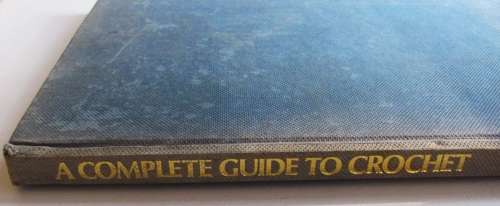 A COMPLETE GUIDE TO CROCHET